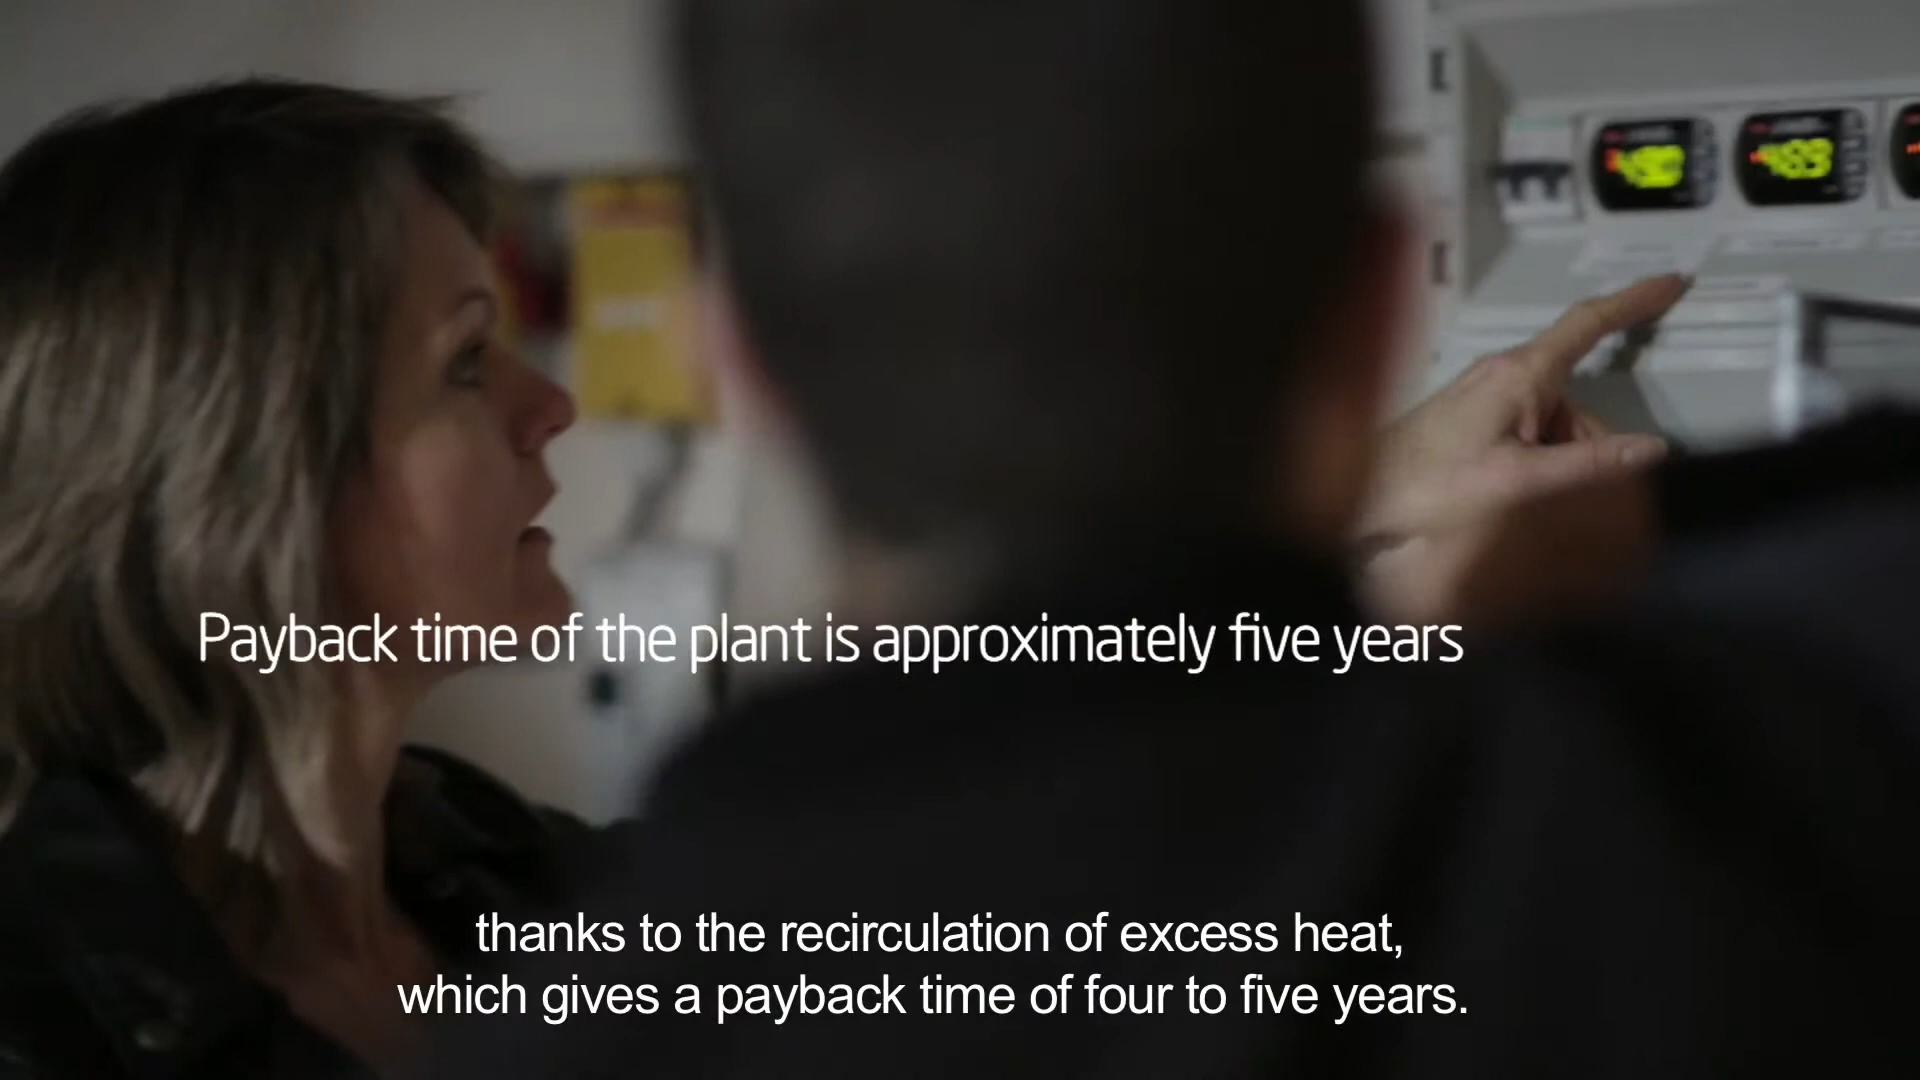 Payback time of the plant is approximately five years
thanks to the recirculation of excess heat,
which gives a payback time of four to five years.